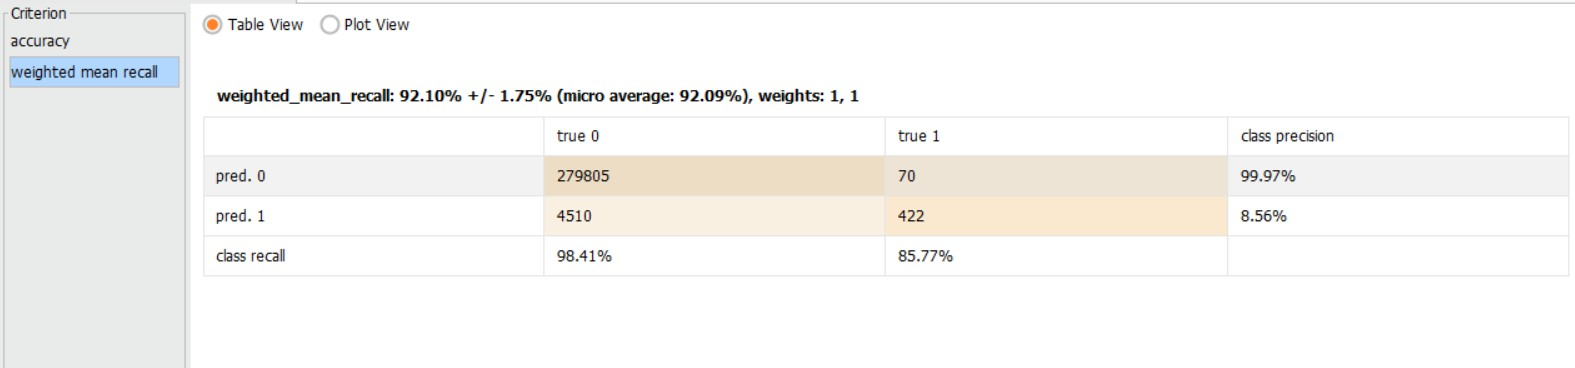 Criterion
accuracy
weighted mean recall
Table View Plot View
weighted_mean_recall: 92.10% +/- 1.75% (micro average: 92.09%), weights: 1, 1
true 0 true 1 class precision
pred. 0 279805 70 99.97%
pred. 1 4510 422 8.56%
class recall 98.41% 85.77%